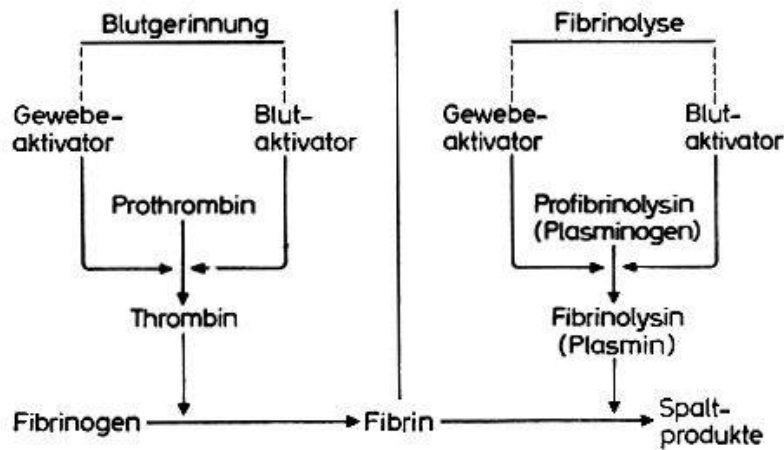 Blutgerinnung
Gewebe-
aktivator
Blut-
aktivator
Prothrombin
Thrombin
Fibrinogen
Fibrin
Fibrinolyse
Gewebe-
aktivator
Blut-
aktivator
Profibrinolysin
(Plasminogen)
Fibrinolysin
(Plasmin)
Spalt-
produkte